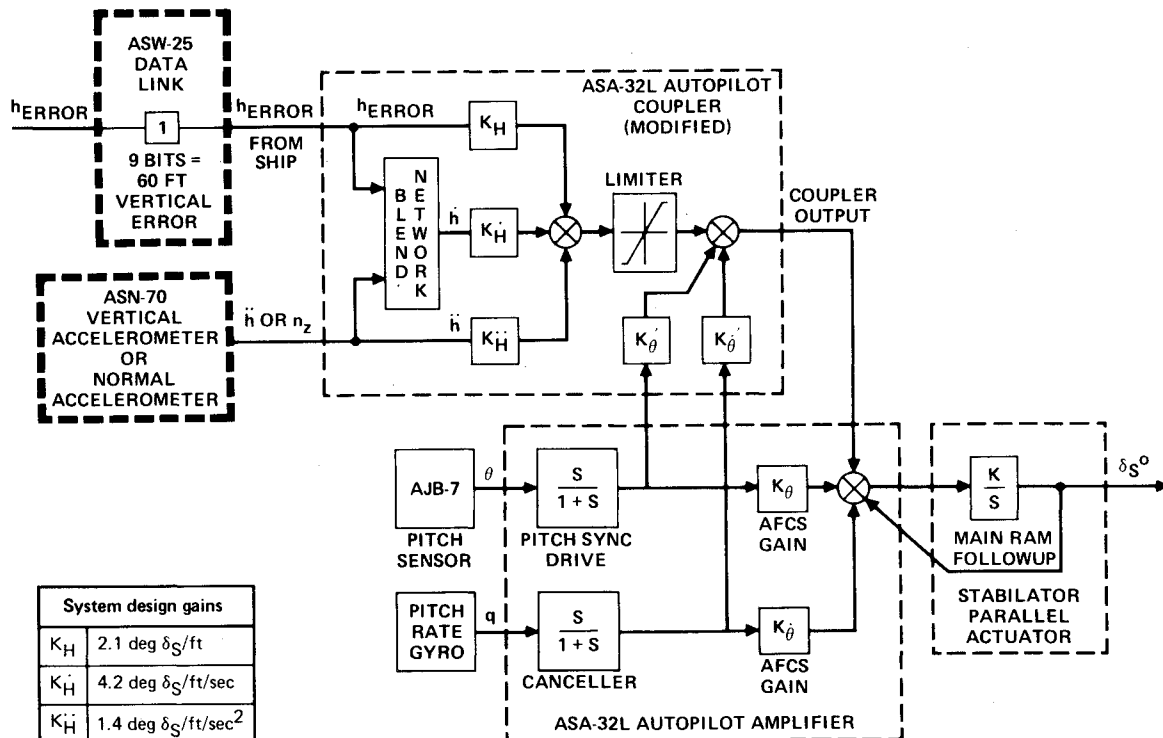 ASW-25
DATA
LINK
hERROR
1
9 BITS =
60 FT
VERTICAL
ERROR
hERROR
FROM
SHIP
ASN-70
VERTICAL
ACCELEROMETER
OR
NORMAL
ACCELEROMETER
ḧ OR nz
ASA-32L AUTOPILOT
COUPLER
(MODIFIED)
hERROR
KH
BLEND
NETWORK
ḣ
KḢ
ḧ
KḦ
LIMITER
K'θ
K'θ̇
COUPLER
OUTPUT
AJB-7
PITCH
SENSOR
θ
S
1 + S
PITCH SYNC
DRIVE
Kθ
AFCS
GAIN
PITCH
RATE
GYRO
q
S
1 + S
CANCELLER
Kθ̇
AFCS
GAIN
ASA-32L AUTOPILOT AMPLIFIER
K
S
MAIN RAM
FOLLOWUP
δS°
STABILATOR
PARALLEL
ACTUATOR
System design gains
KH 2.1 deg δS/ft
KḢ 4.2 deg δS/ft/sec
KḦ 1.4 deg δS/ft/sec²